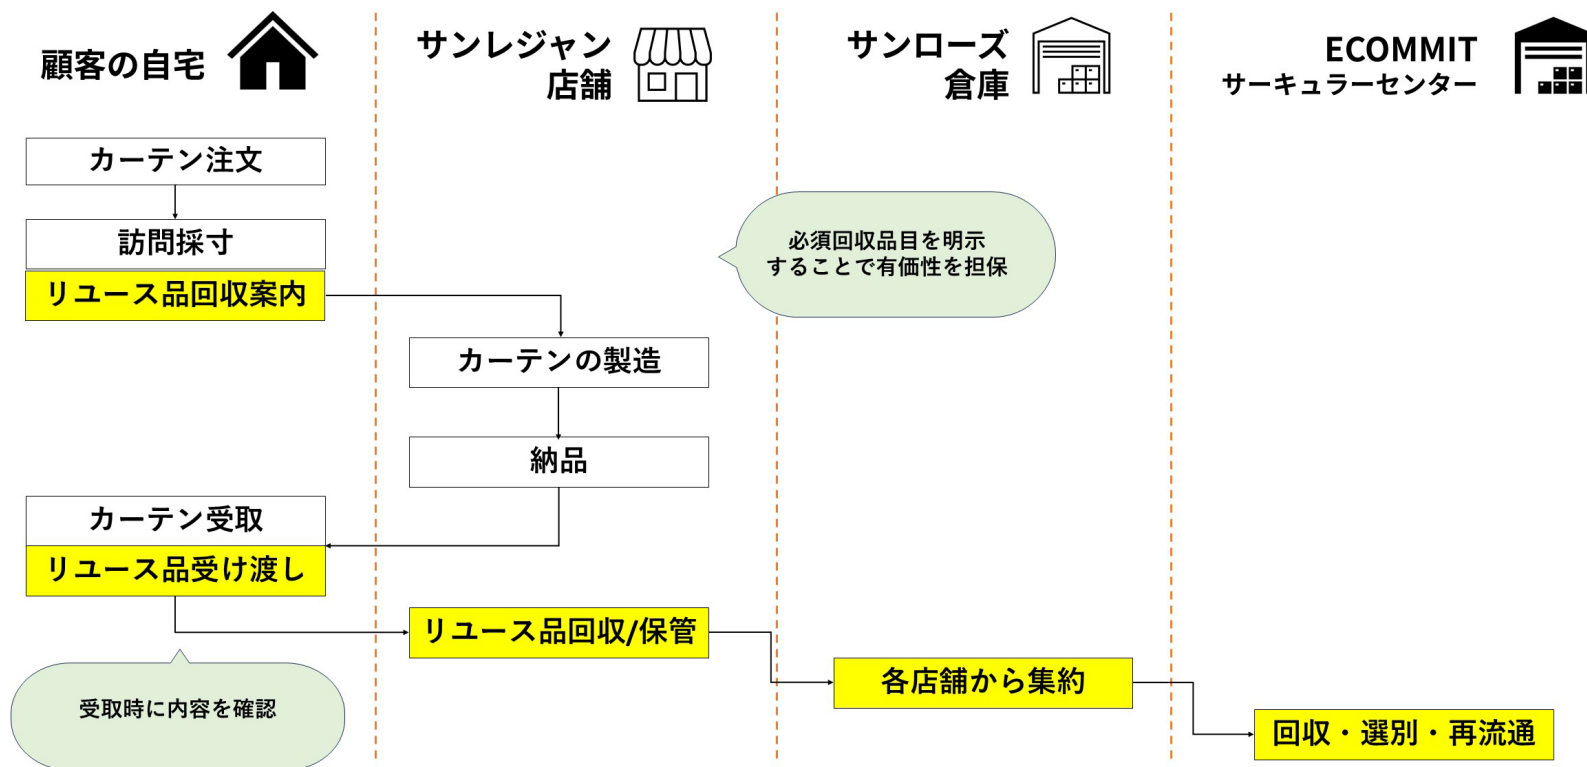 顧客の自宅
サンレジャン
店舗
サンローズ
倉庫
ECOMMIT
サーキュラーセンター
カーテン注文
訪問採寸
リユース品回収案内
必須回収品目を明示
することで有価性を担保
カーテンの製造
納品
カーテン受取
リユース品受け渡し
リユース品回収/保管
受取時に内容を確認
各店舗から集約
回収・選別・再流通